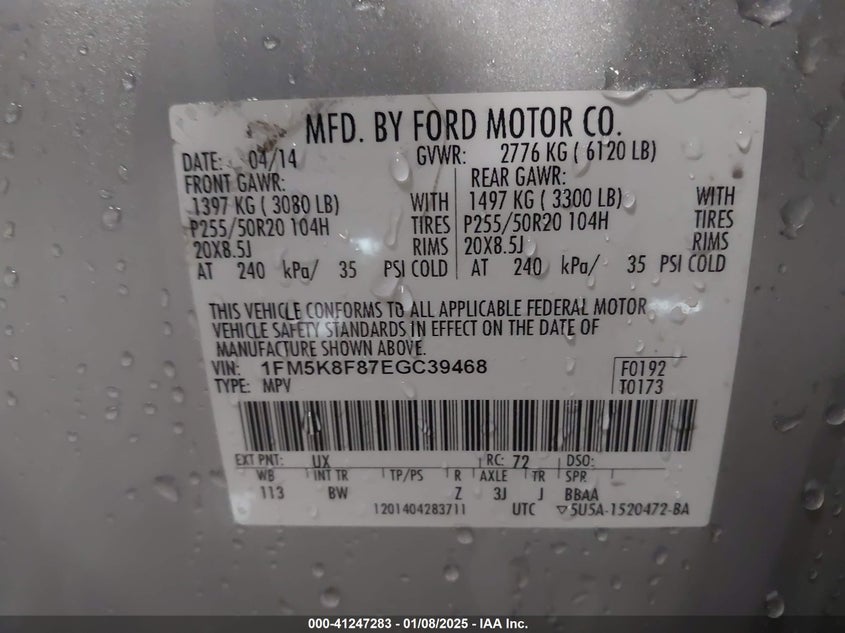 MFD. BY FORD MOTOR CO.
DATE: 04/14 GVWR: 2776 KG ( 6120 LB)
FRONT GAWR: REAR GAWR:
1397 KG ( 3080 LB) WITH 1497 KG ( 3300 LB) WITH
P255/50R20 104H TIRES P255/50R20 104H TIRES
20X8.5J RIMS 20X8.5J RIMS
AT 240 kPa/ 35 PSI COLD AT 240 kPa/ 35 PSI COLD
THIS VEHICLE CONFORMS TO ALL APPLICABLE FEDERAL MOTOR
VEHICLE SAFETY STANDARDS IN EFFECT ON THE DATE OF
MANUFACTURE SHOWN ABOVE.
VIN: 1FM5K8F87EGC39468 F0192
TYPE: MPV T0173
EXT PNT: UX RC: 72 DSO:
WB INT TR TP/PS R AXLE TR SPR
113 BW Z 3J J BBAA
1201404283711 UTC ▽5U5A-1520472-BA
000-41247283 - 01/08/2025 - IAA Inc.